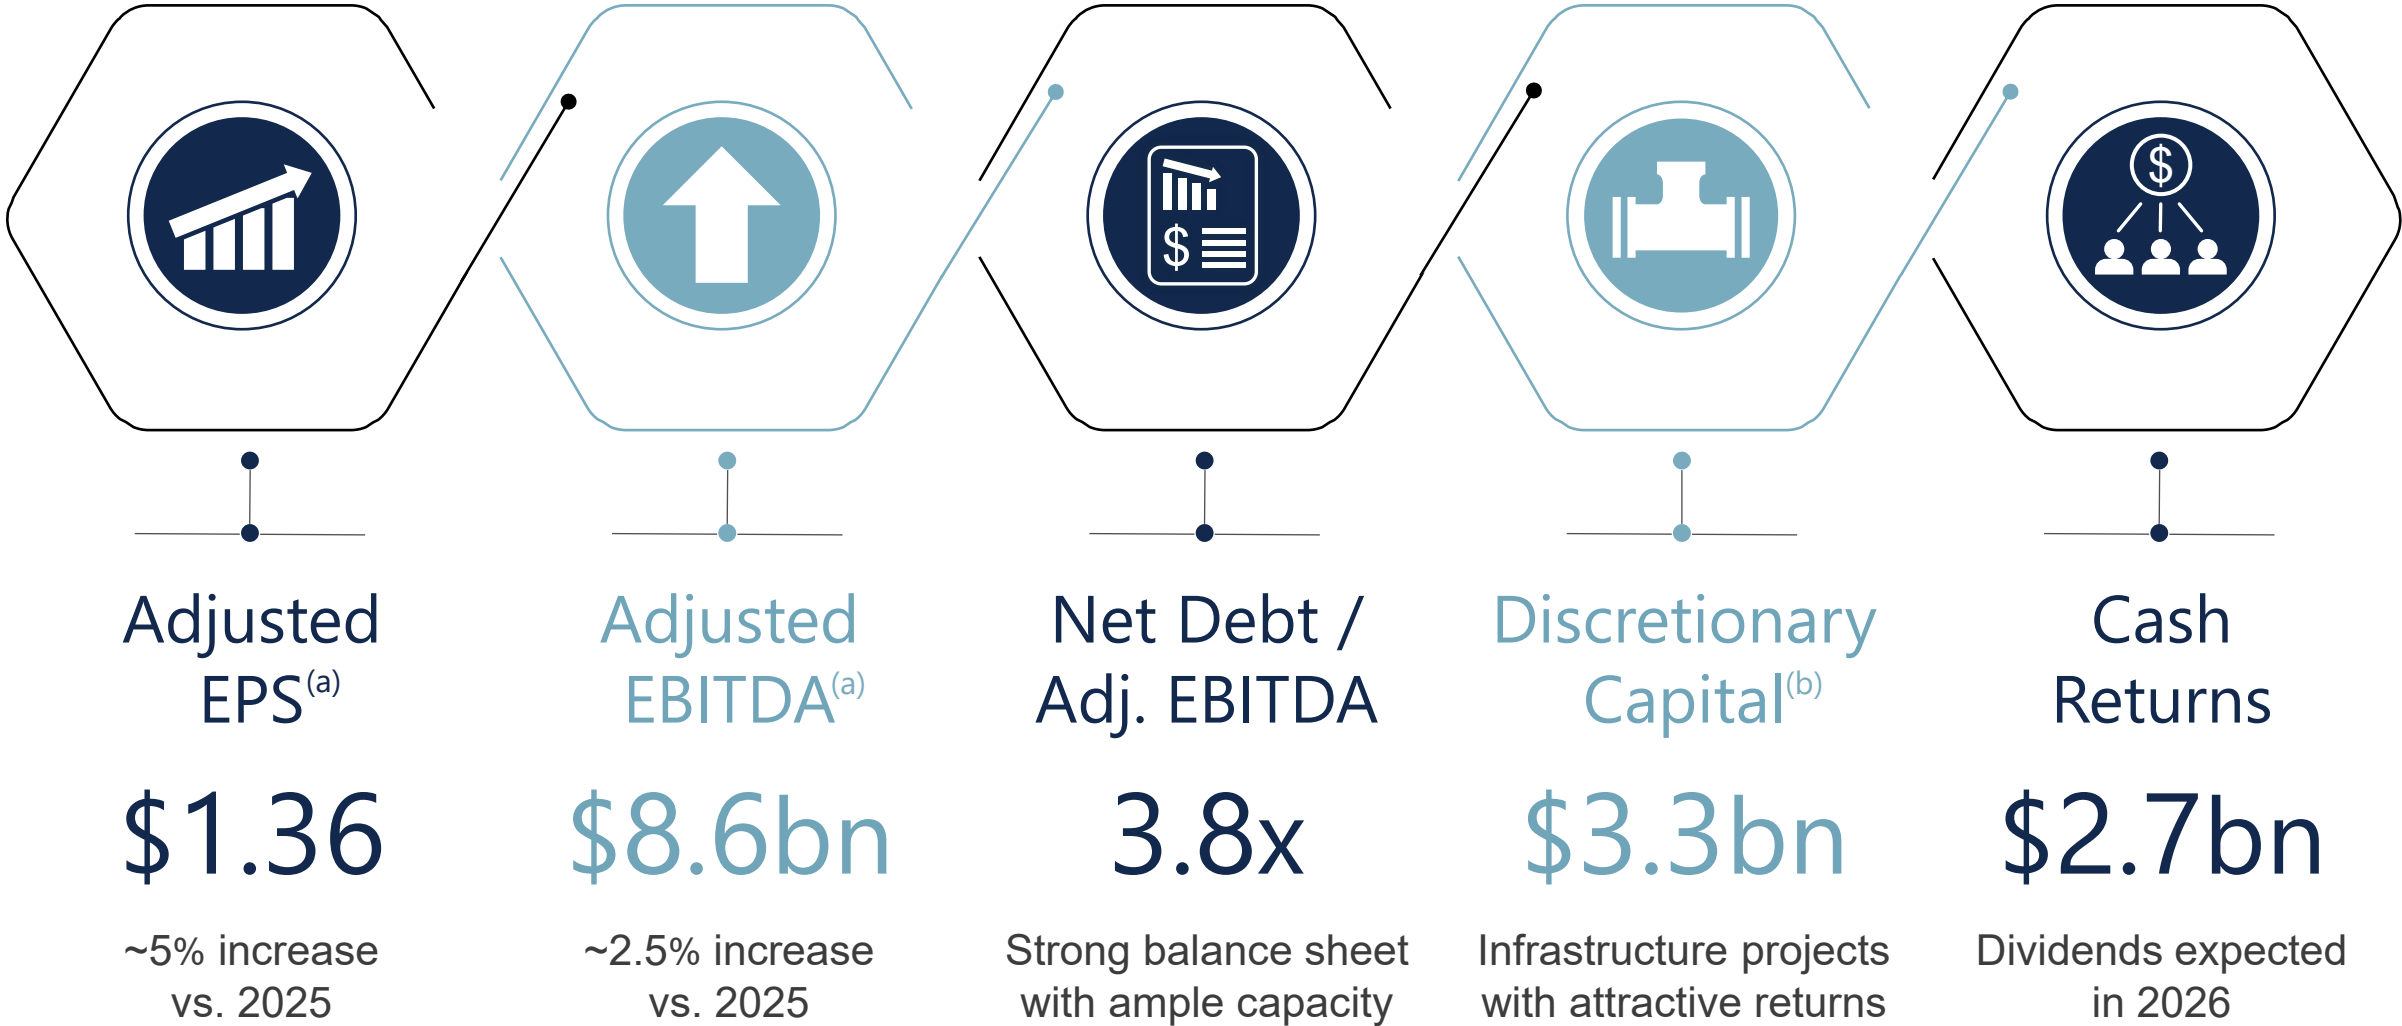 $
$
Adjusted
EPS(a)
$1.36
~5% increase
vs. 2025
Adjusted
EBITDA(a)
$8.6bn
~2.5% increase
vs. 2025
Net Debt /
Adj. EBITDA
3.8x
Strong balance sheet
with ample capacity
Discretionary
Capital(b)
$3.3bn
Infrastructure projects
with attractive returns
Cash
Returns
$2.7bn
Dividends expected
in 2026